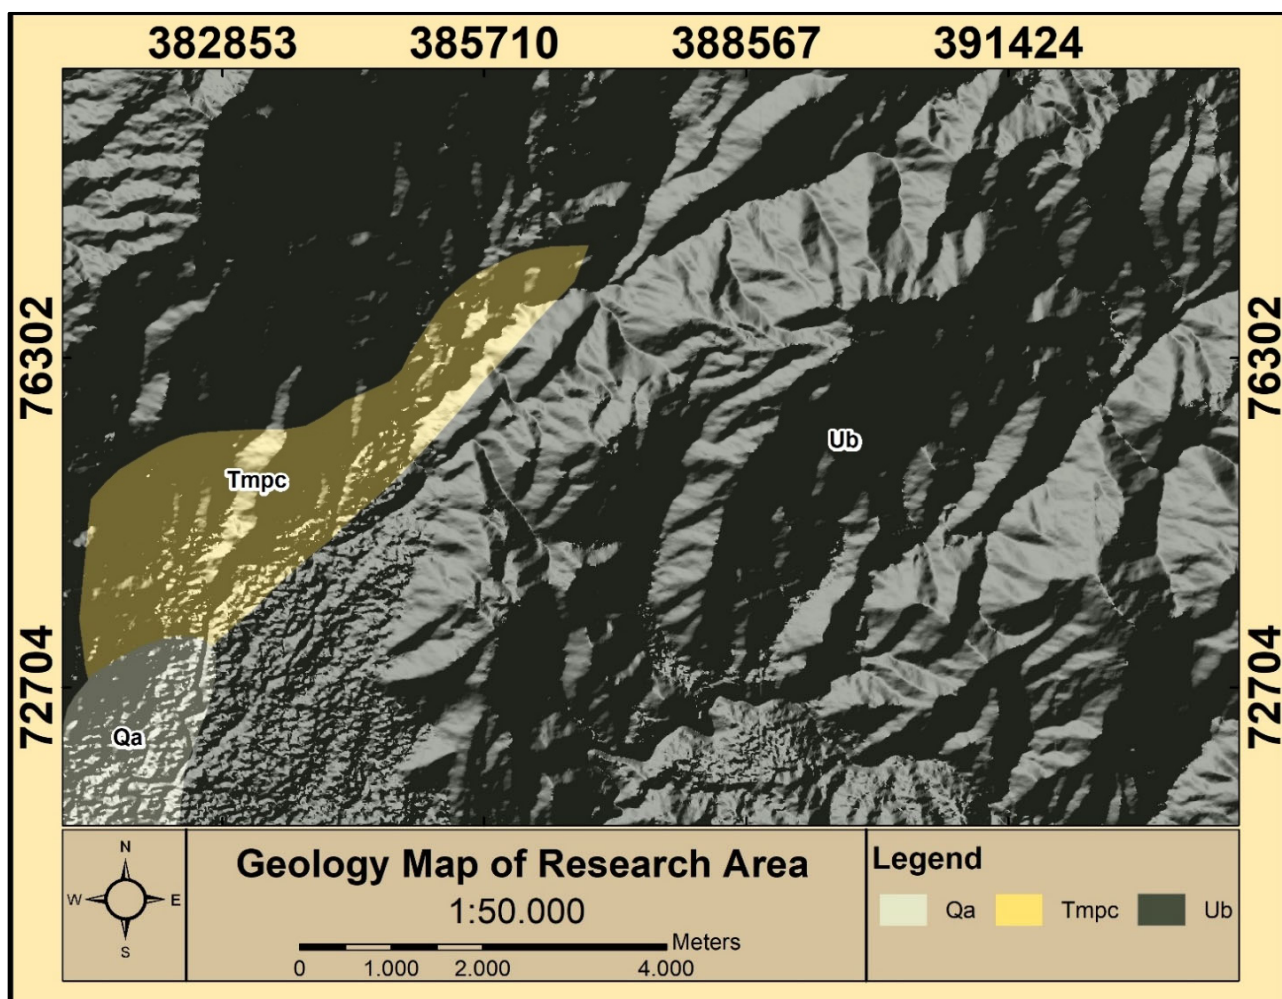 382853 385710 388567 391424
76302
76302
Ub
Tmpc
72704
72704
Qa
N
W E
S
Geology Map of Research Area
1:50.000
Meters
0 1.000 2.000 4.000
Legend
Qa Tmpc Ub